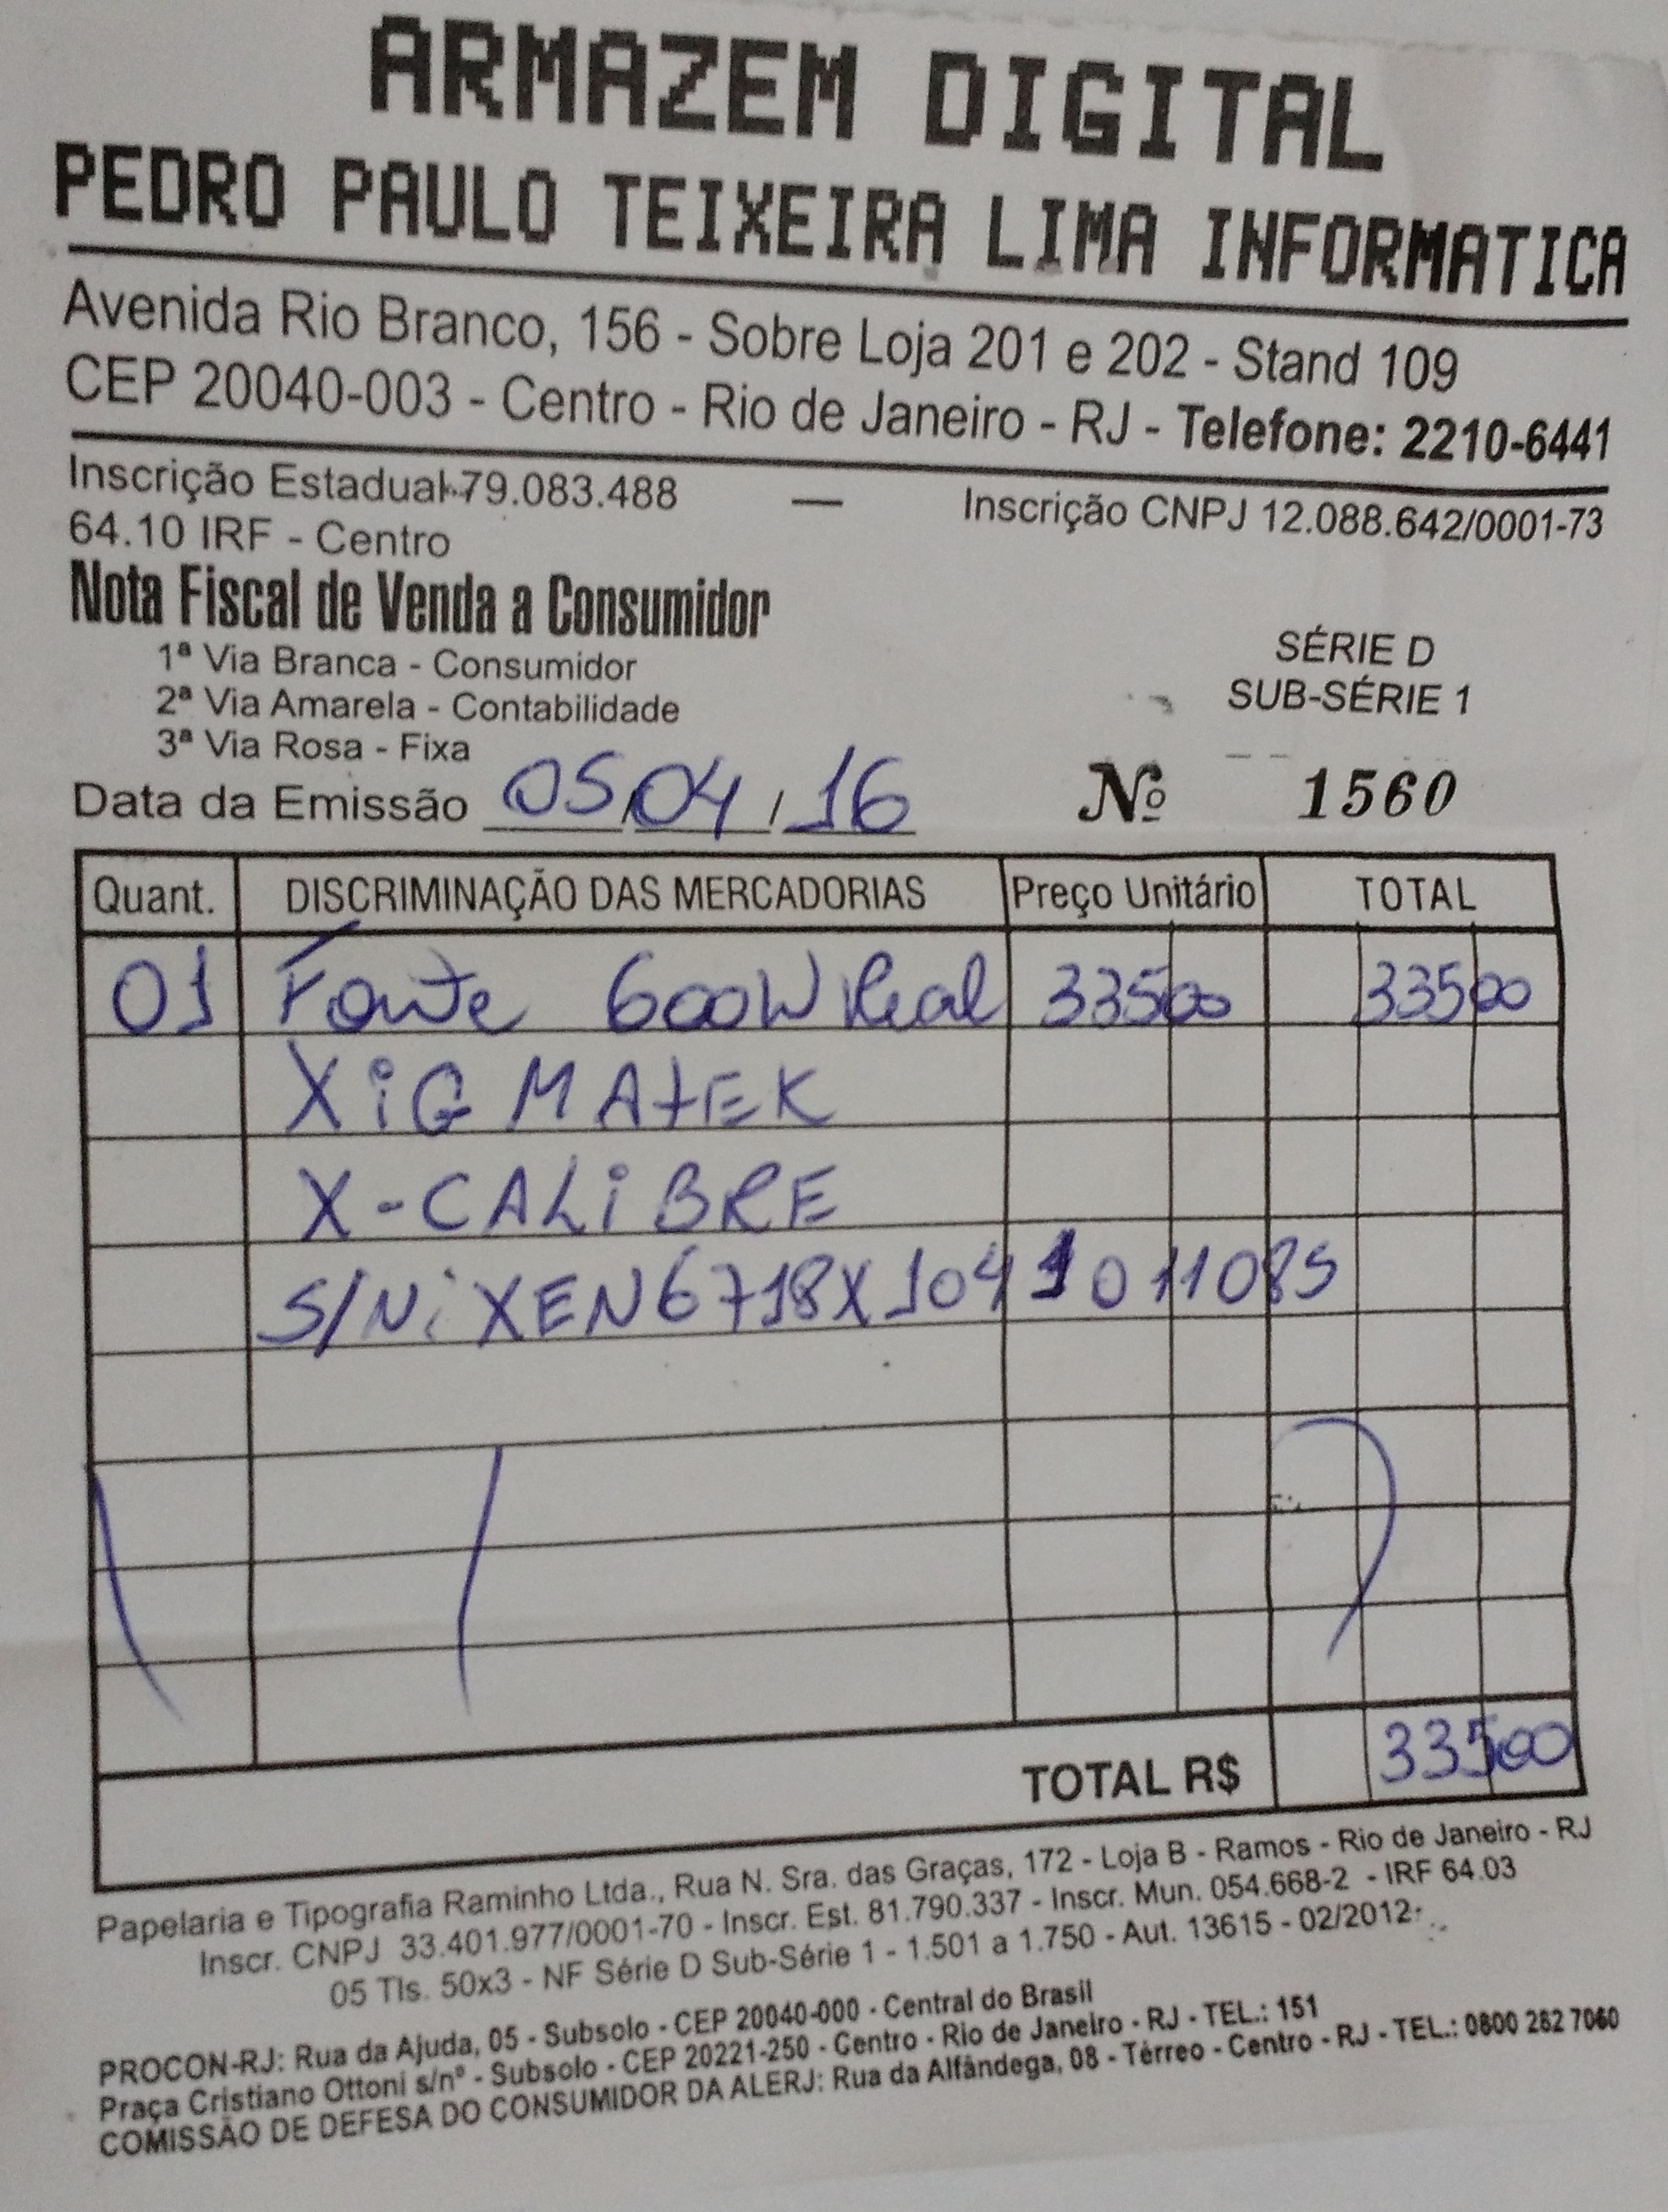 ARMAZEM DIGITAL
PEDRO PAULO TEIXEIRA LIMA INFORMATICA
Avenida Rio Branco, 156 - Sobre Loja 201 e 202 - Stand 109
CEP 20040-003 - Centro - Rio de Janeiro - RJ - Telefone: 2210-6441
Inscrição Estadual 79.083.488 — Inscrição CNPJ 12.088.642/0001-73
64.10 IRF - Centro
Nota Fiscal de Venda a Consumidor
1ª Via Branca - Consumidor
SÉRIE D
2ª Via Amarela - Contabilidade
SUB-SÉRIE 1
3ª Via Rosa - Fixa
Data da Emissão 05/04/16 Nº 1560
Quant. DISCRIMINAÇÃO DAS MERCADORIAS Preço Unitário TOTAL
01 Fonte 600W Real 33500 33500
XiGMAtEK
X-CALiBRE
S/N: XEN6718X1041011085
TOTAL R$ 33500
Papelaria e Tipografia Raminho Ltda., Rua N. Sra. das Graças, 172 - Loja B - Ramos - Rio de Janeiro - RJ
Inscr. CNPJ 33.401.977/0001-70 - Inscr. Est. 81.790.337 - Inscr. Mun. 054.668-2 - IRF 64.03
05 Tls. 50x3 - NF Série D Sub-Série 1 - 1.501 a 1.750 - Aut. 13615 - 02/2012
PROCON-RJ: Rua da Ajuda, 05 - Subsolo - CEP 20040-000 - Central do Brasil
Praça Cristiano Ottoni s/nº - Subsolo - CEP 20221-250 - Centro - Rio de Janeiro - RJ - TEL.: 151
COMISSÃO DE DEFESA DO CONSUMIDOR DA ALERJ: Rua da Alfândega, 08 - Térreo - Centro - RJ - TEL.: 0800 282 7060